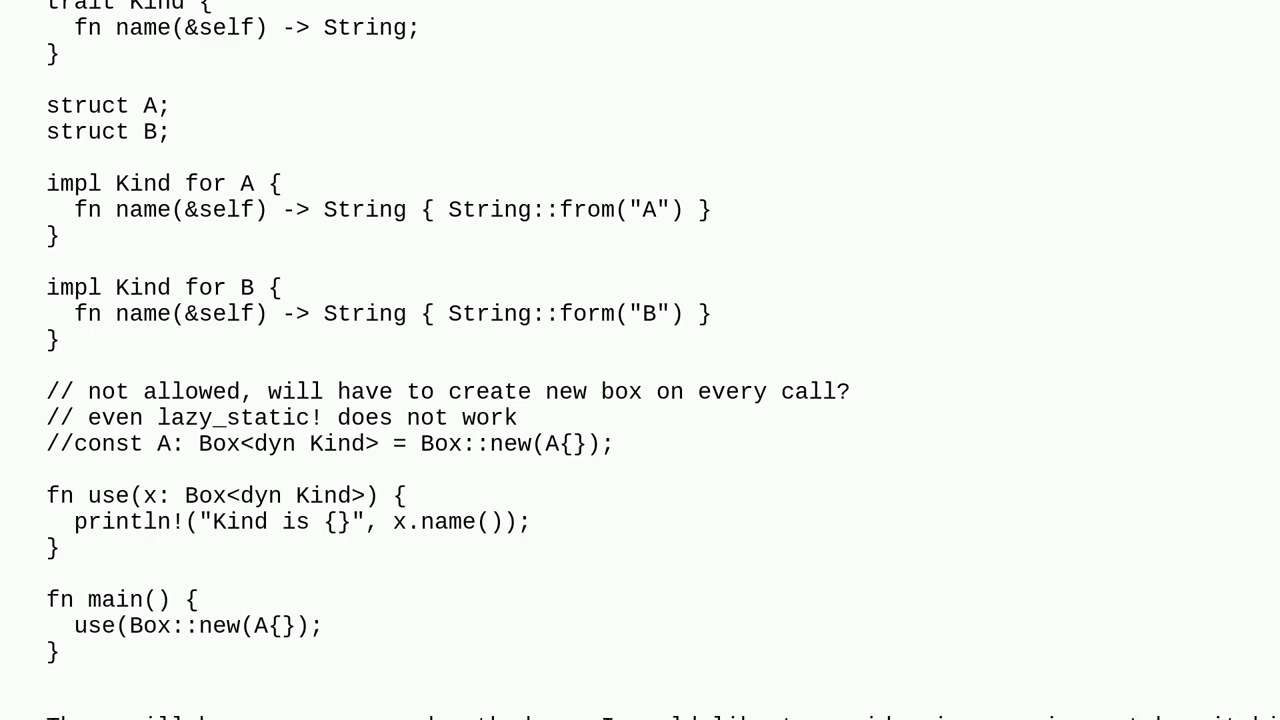 trait Kind {
  fn name(&self) -> String;
}

struct A;
struct B;

impl Kind for A {
  fn name(&self) -> String { String::from("A") }
}

impl Kind for B {
  fn name(&self) -> String { String::form("B") }
}

// not allowed, will have to create new box on every call?
// even lazy_static! does not work
//const A: Box<dyn Kind> = Box::new(A{});

fn use(x: Box<dyn Kind>) {
  println!("Kind is {}", x.name());
}

fn main() {
  use(Box::new(A{});
}